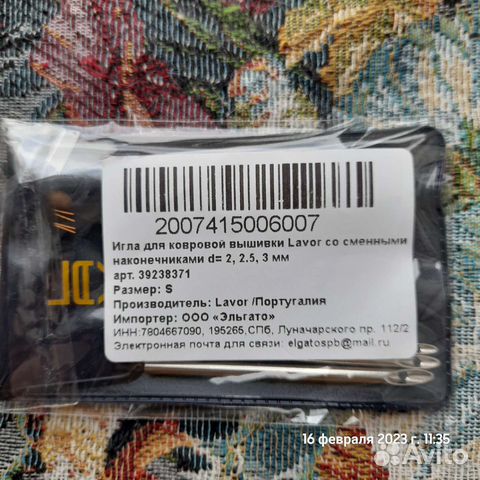 2007415006007
Игла для ковровой вышивки Lavor со сменными
наконечниками d= 2, 2.5, 3 мм
арт. 39238371
Размер: S
Производитель: Lavor /Португалия
Импортер: ООО «Эльгато»
ИНН:7804667090, 195265,СПб, Луначарского пр. 112/2
Электронная почта для связи: elgatospb@mail.ru
16 февраля 2023 г. 11:35
Avito